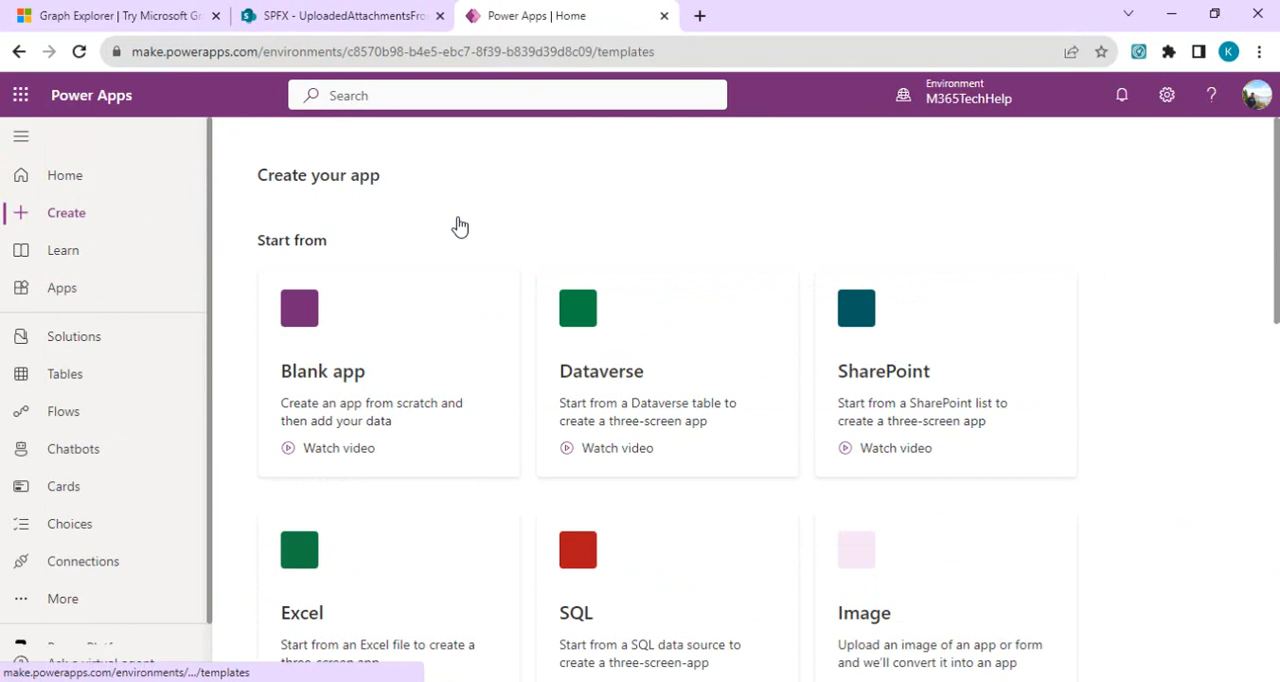 Graph Explorer | Try Microsoft Gr
SPFX - UploadedAttachmentsFro
Power Apps | Home
make.powerapps.com/environments/c8570b98-b4e5-ebc7-8f39-b839d39d8c09/templates
K
Power Apps
Search
Environment
M365TechHelp
Home
Create
Learn
Apps
Solutions
Tables
Flows
Chatbots
Cards
Choices
Connections
More
Ask a virtual agent
Create your app
Start from
Blank app
Create an app from scratch and
then add your data
Watch video
Dataverse
Start from a Dataverse table to
create a three-screen app
Watch video
SharePoint
Start from a SharePoint list to
create a three-screen app
Watch video
Excel
Start from an Excel file to create a
three-screen app
SQL
Start from a SQL data source to
create a three-screen-app
Image
Upload an image of an app or form
and we'll convert it into an app
make.powerapps.com/environments/.../templates